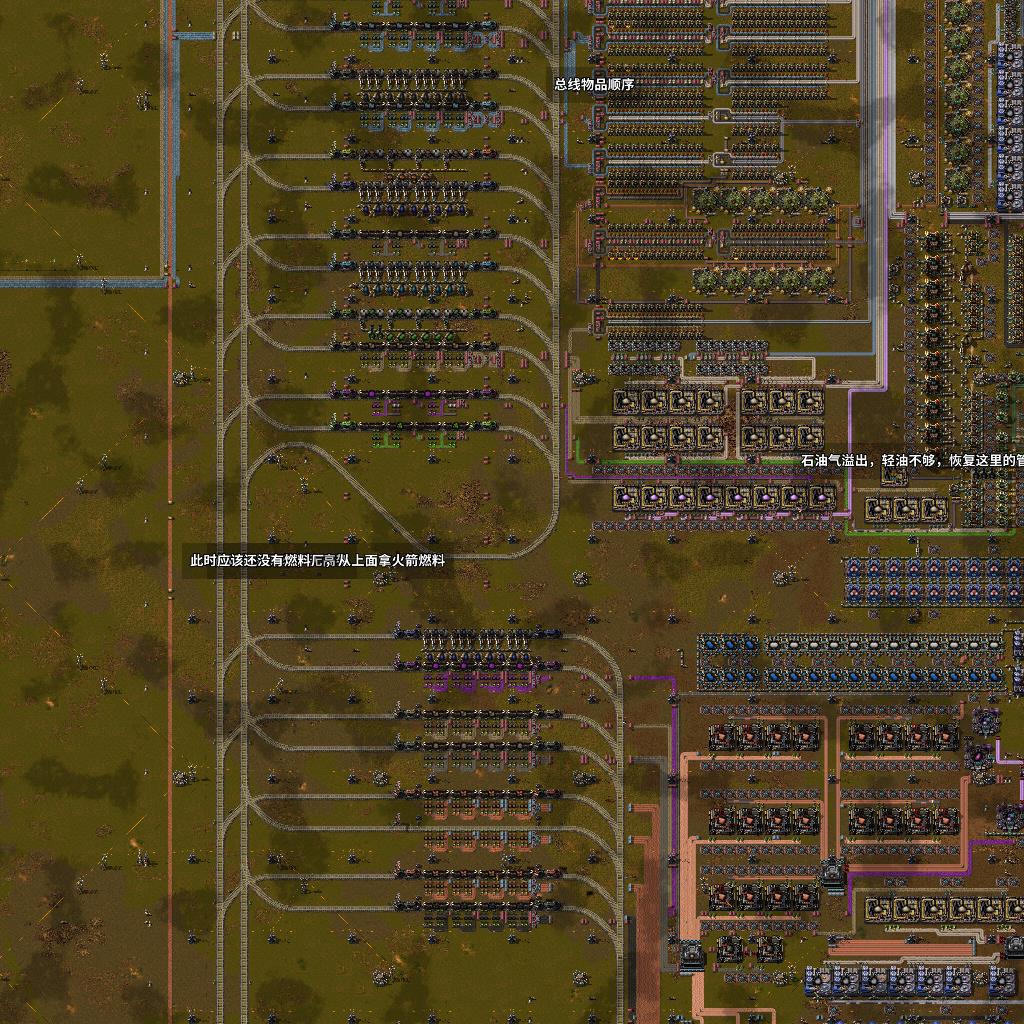 总线物品顺序
石油气溢出，轻油不够，恢复这里的管
此时应该还没有燃料厂，从上面拿火箭燃料